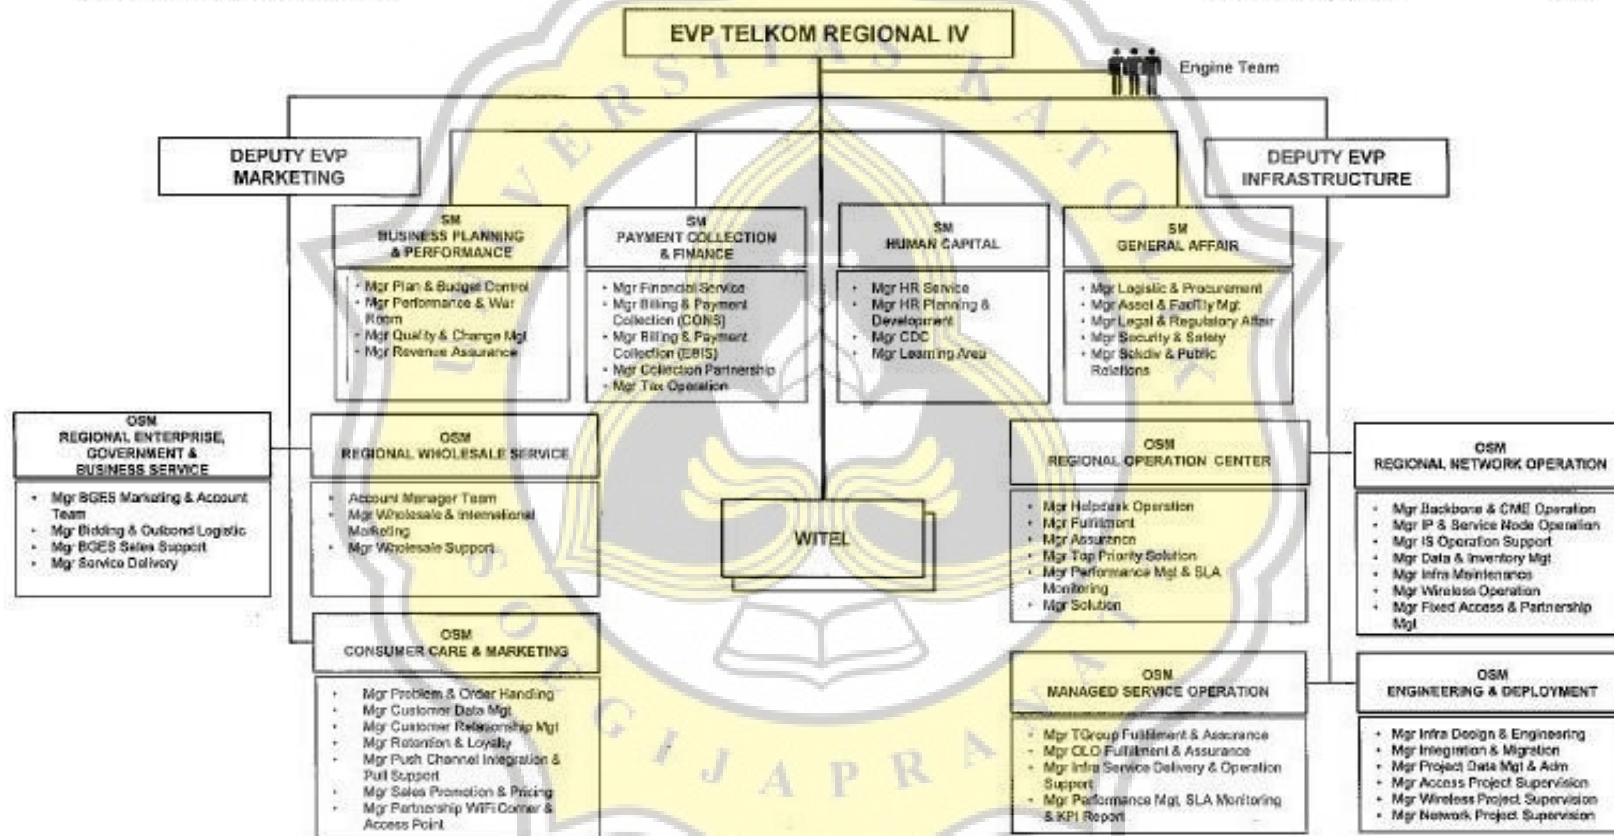 EVP TELKOM REGIONAL IV
Engine Team
DEPUTY EVP
MARKETING
DEPUTY EVP
INFRASTRUCTURE
SM
BUSINESS PLANNING
& PERFORMANCE
• Mgr Plan & Budget Control
• Mgr Performance & War
Room
• Mgr Quality & Change Mgt
• Mgr Revenue Assurance
SM
PAYMENT COLLECTION
& FINANCE
• Mgr Financial Service
• Mgr Billing & Payment
Collection (CONS)
• Mgr Billing & Payment
Collection (EBIS)
• Mgr Collection Partnership
• Mgr Tax Operation
SM
HUMAN CAPITAL
• Mgr HR Service
• Mgr HR Planning &
Development
• Mgr CDC
• Mgr Learning Area
SM
GENERAL AFFAIR
• Mgr Logistic & Procurement
• Mgr Asset & Facility Mgt
• Mgr Legal & Regulatory Affair
• Mgr Security & Safety
• Mgr Sekdiv & Public
Relations
OSM
REGIONAL ENTERPRISE,
GOVERNMENT &
BUSINESS SERVICE
• Mgr BGES Marketing & Account
Team
• Mgr Bidding & Outbond Logistic
• Mgr BGES Sales Support
• Mgr Service Delivery
OSM
REGIONAL WHOLESALE SERVICE
• Account Manager Team
• Mgr Wholesale & International
Marketing
• Mgr Wholesale Support
OSM
CONSUMER CARE & MARKETING
• Mgr Problem & Order Handling
• Mgr Customer Data Mgt
• Mgr Customer Relationship Mgt
• Mgr Retention & Loyalty
• Mgr Push Channel Integration &
Pull Support
• Mgr Sales Promotion & Pricing
• Mgr Partnership WiFi Corner &
Access Point
WITEL
OSM
REGIONAL OPERATION CENTER
• Mgr Helpdesk Operation
• Mgr Fulfillment
• Mgr Assurance
• Mgr Top Priority Solution
• Mgr Performance Mgt & SLA
Monitoring
• Mgr Solution
OSM
REGIONAL NETWORK OPERATION
• Mgr Backbone & CME Operation
• Mgr IP & Service Node Operation
• Mgr IS Operation Support
• Mgr Data & Inventory Mgt
• Mgr Infra Maintenance
• Mgr Wireless Operation
• Mgr Fixed Access & Partnership
Mgt
OSM
MANAGED SERVICE OPERATION
• Mgr TGroup Fulfillment & Assurance
• Mgr OLO Fulfillment & Assurance
• Mgr Infra Service Delivery & Operation
Support
• Mgr Performance Mgt, SLA Monitoring
& KPI Report
OSM
ENGINEERING & DEPLOYMENT
• Mgr Infra Design & Engineering
• Mgr Integration & Migration
• Mgr Project Data Mgt & Adm
• Mgr Access Project Supervision
• Mgr Wireless Project Supervision
• Mgr Network Project Supervision
UNIVERSITAS KATOLIK
SOEGIJAPRANATA